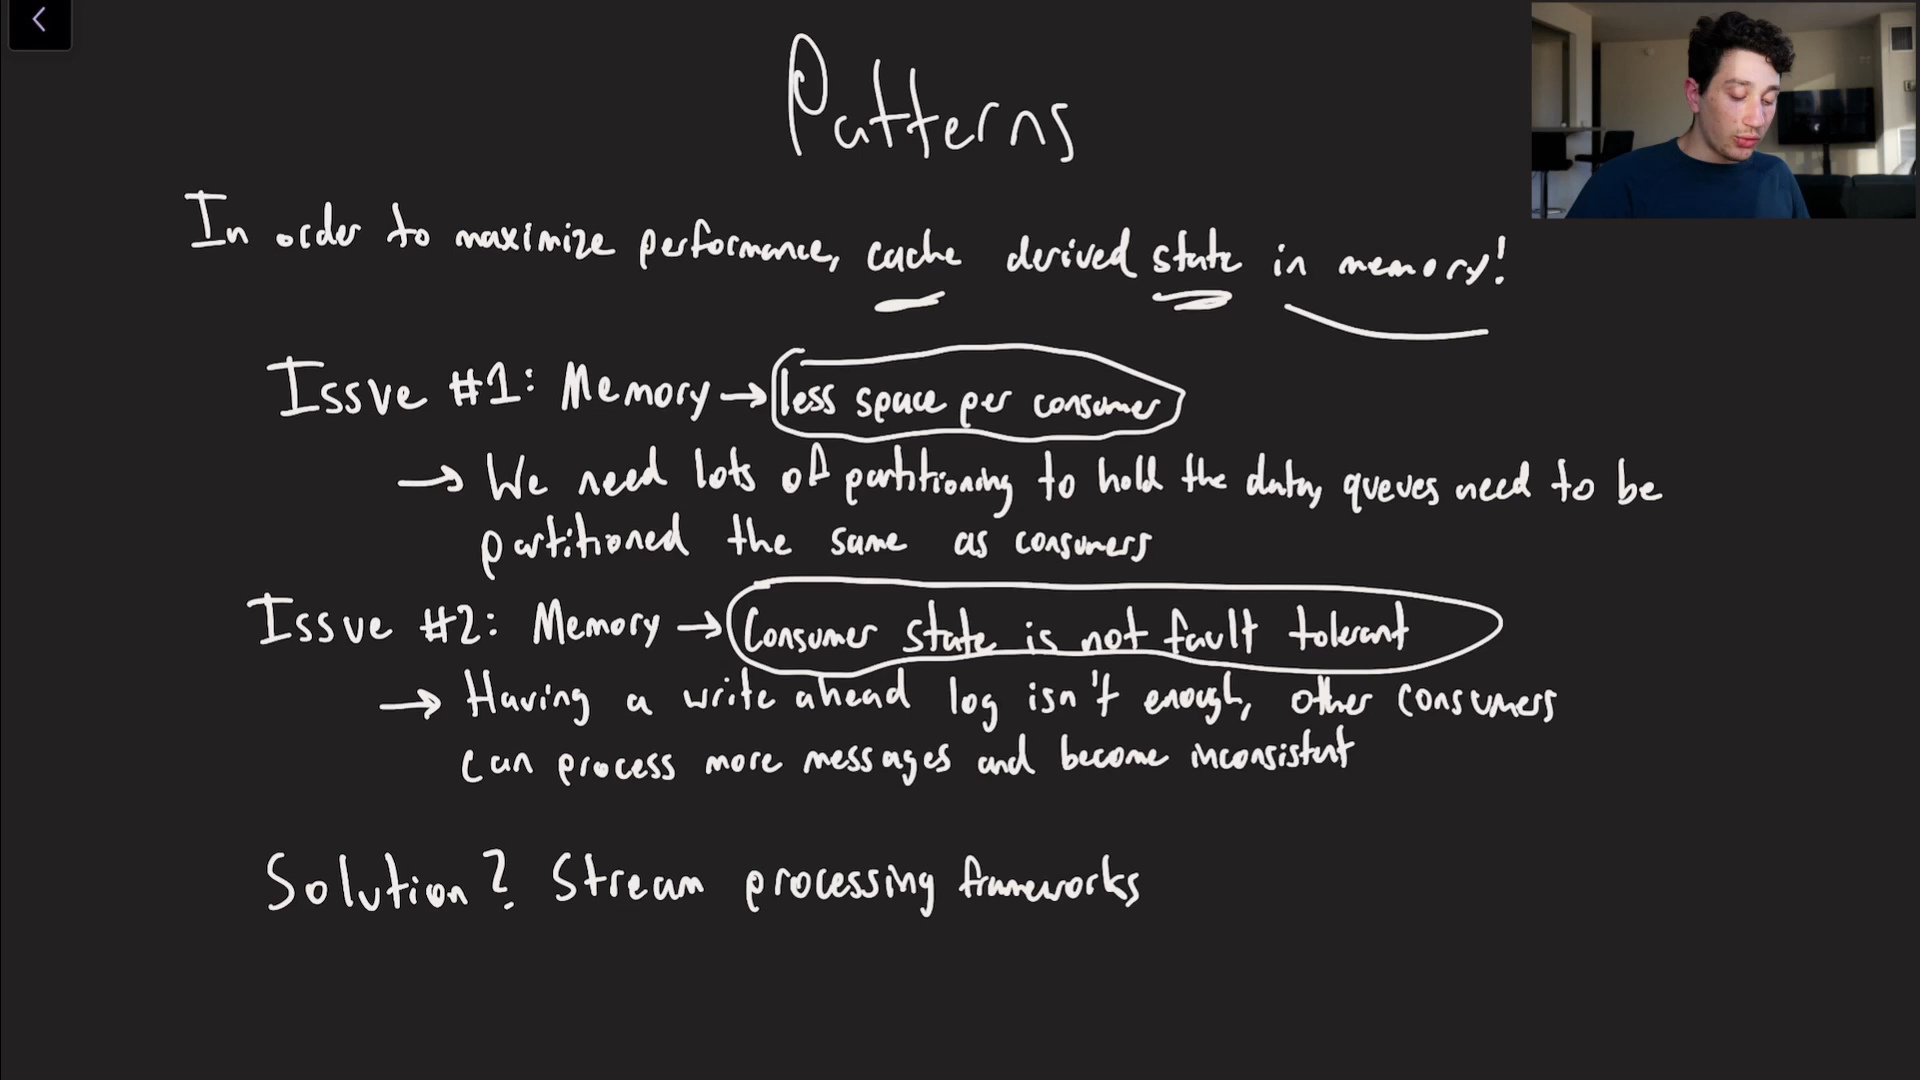 Patterns
In order to maximize performance, cache derived state in memory!
Issue #1: Memory → less space per consumer
→ We need lots of partitioning to hold the data, queues need to be
partitioned the same as consumers
Issue #2: Memory → Consumer state is not fault tolerant
→ Having a write ahead log isn't enough, other consumers
can process more messages and become inconsistent
Solution? Stream processing frameworks